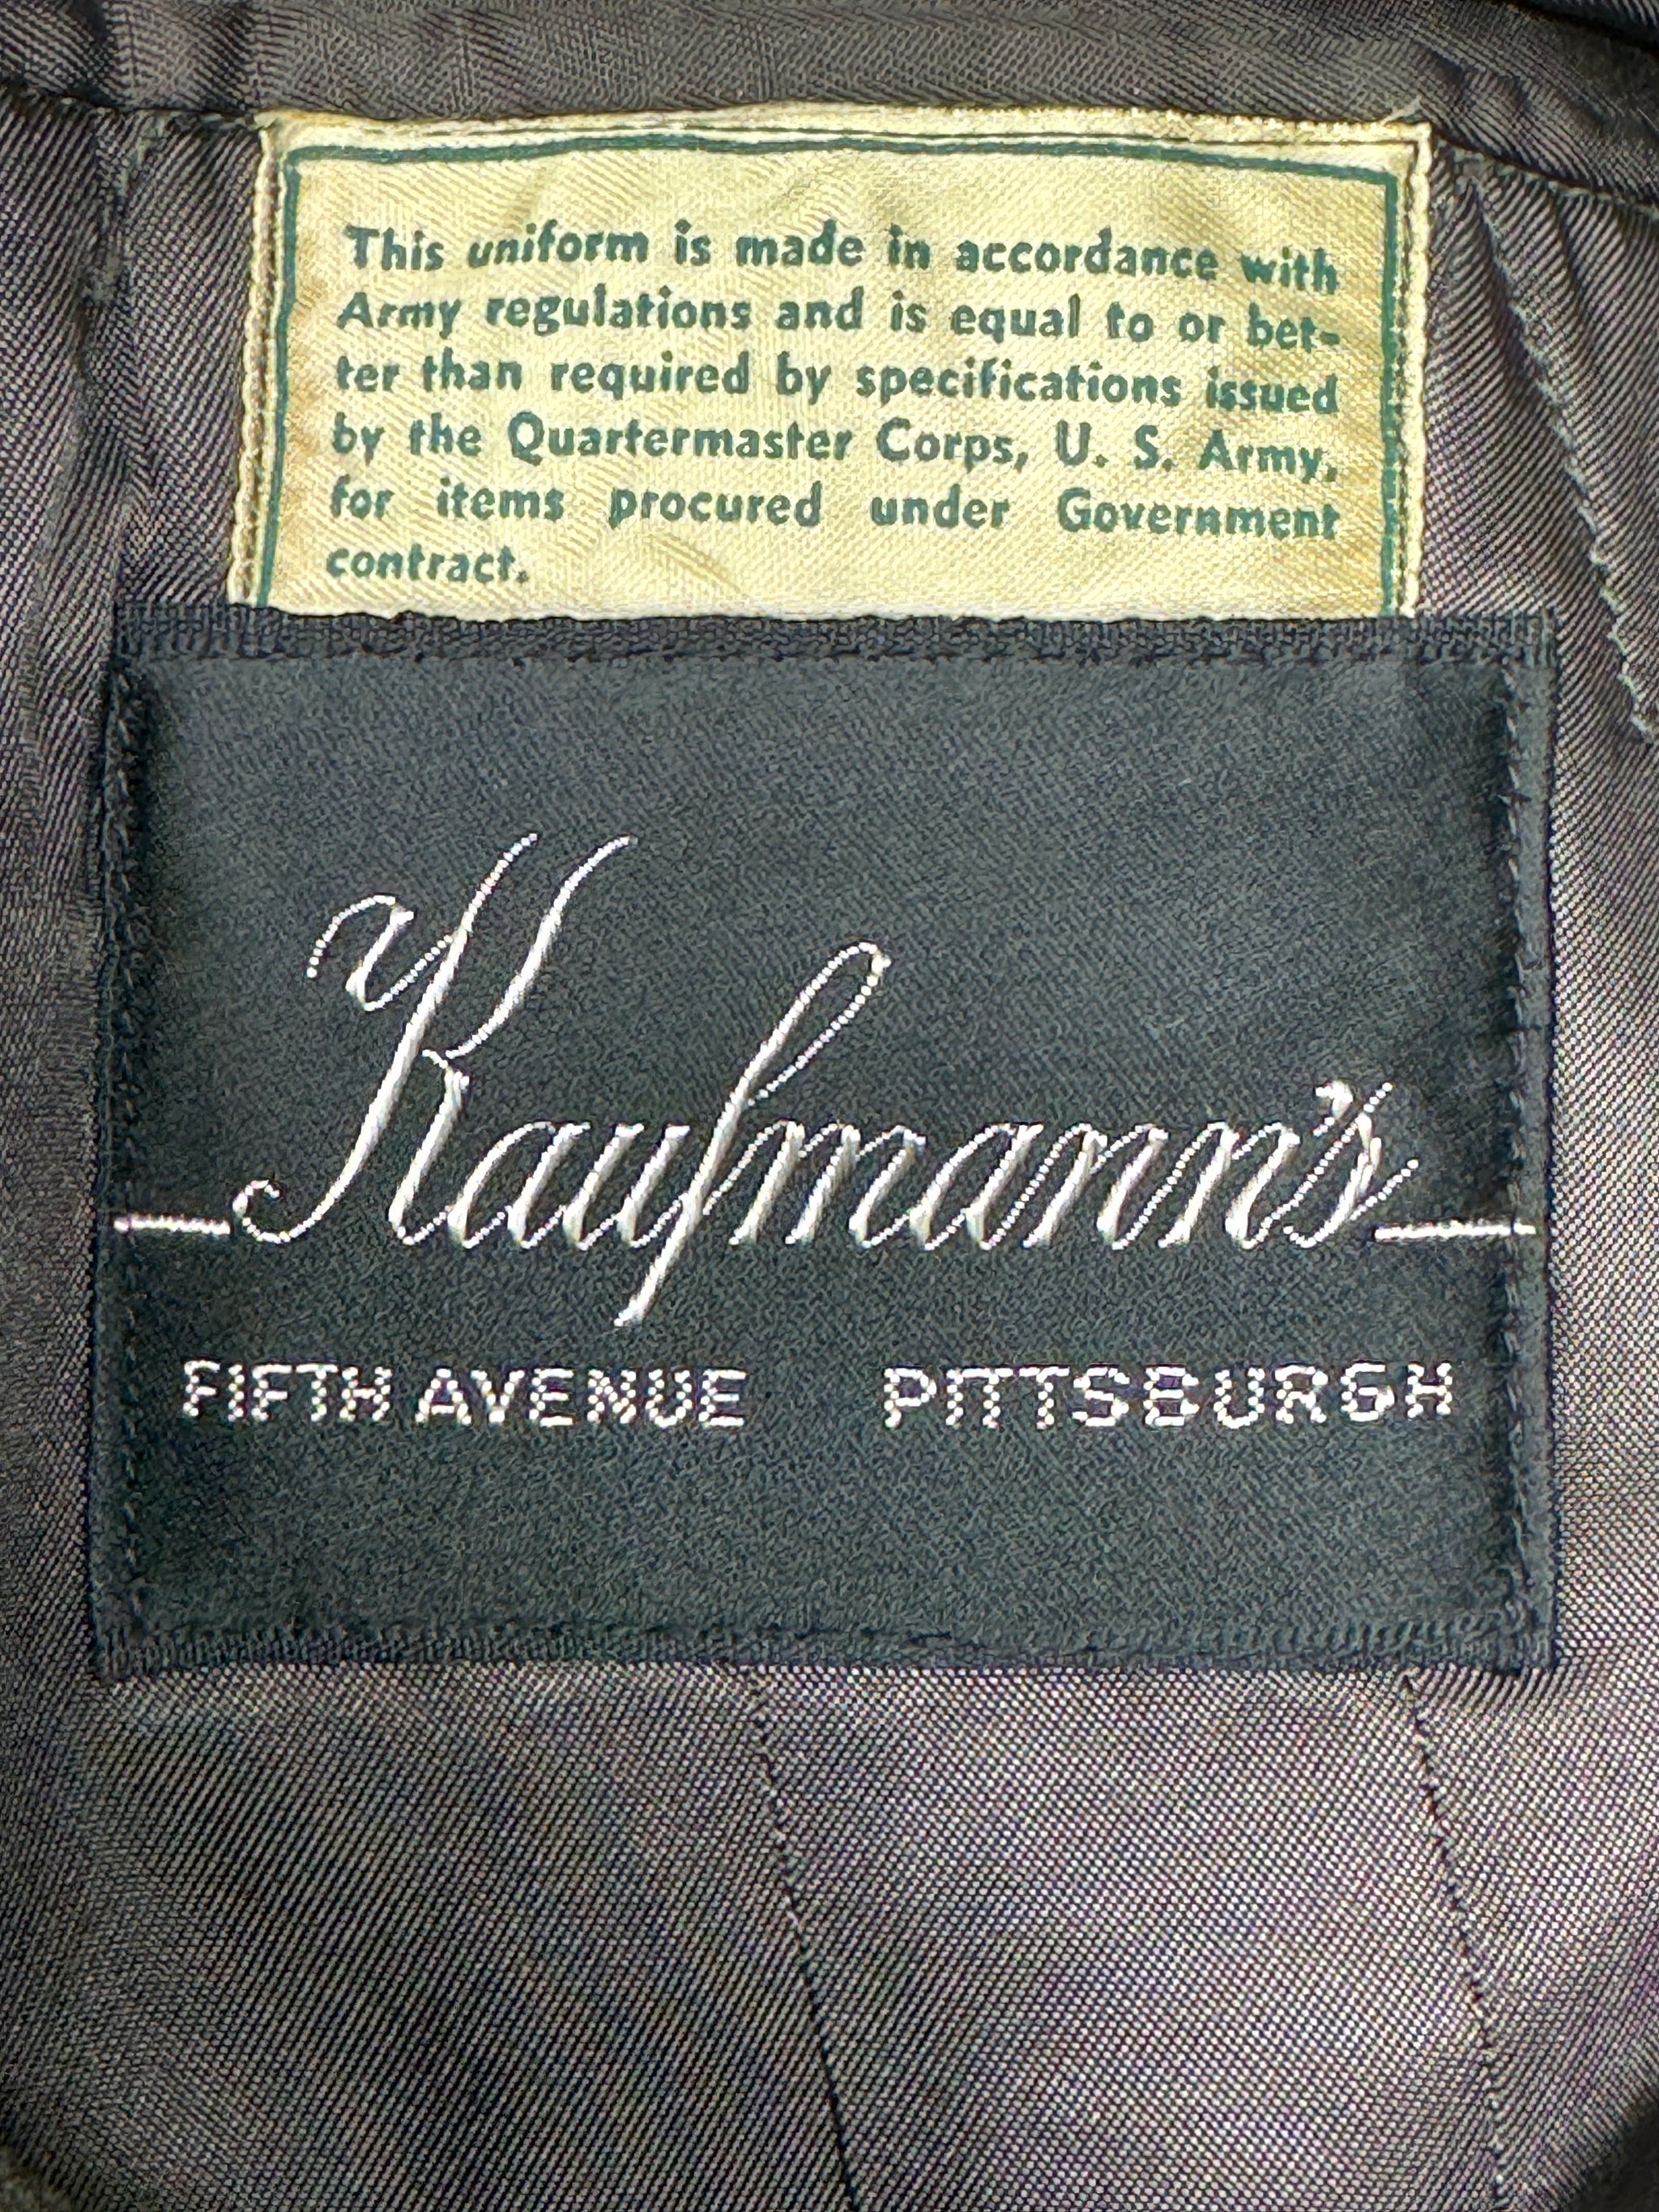 This uniform is made in accordance with
Army regulations and is equal to or bet-
ter than required by specifications issued
by the Quartermaster Corps, U. S. Army,
for items procured under Government
contract.
Kaufmann's
FIFTH AVENUE PITTSBURGH